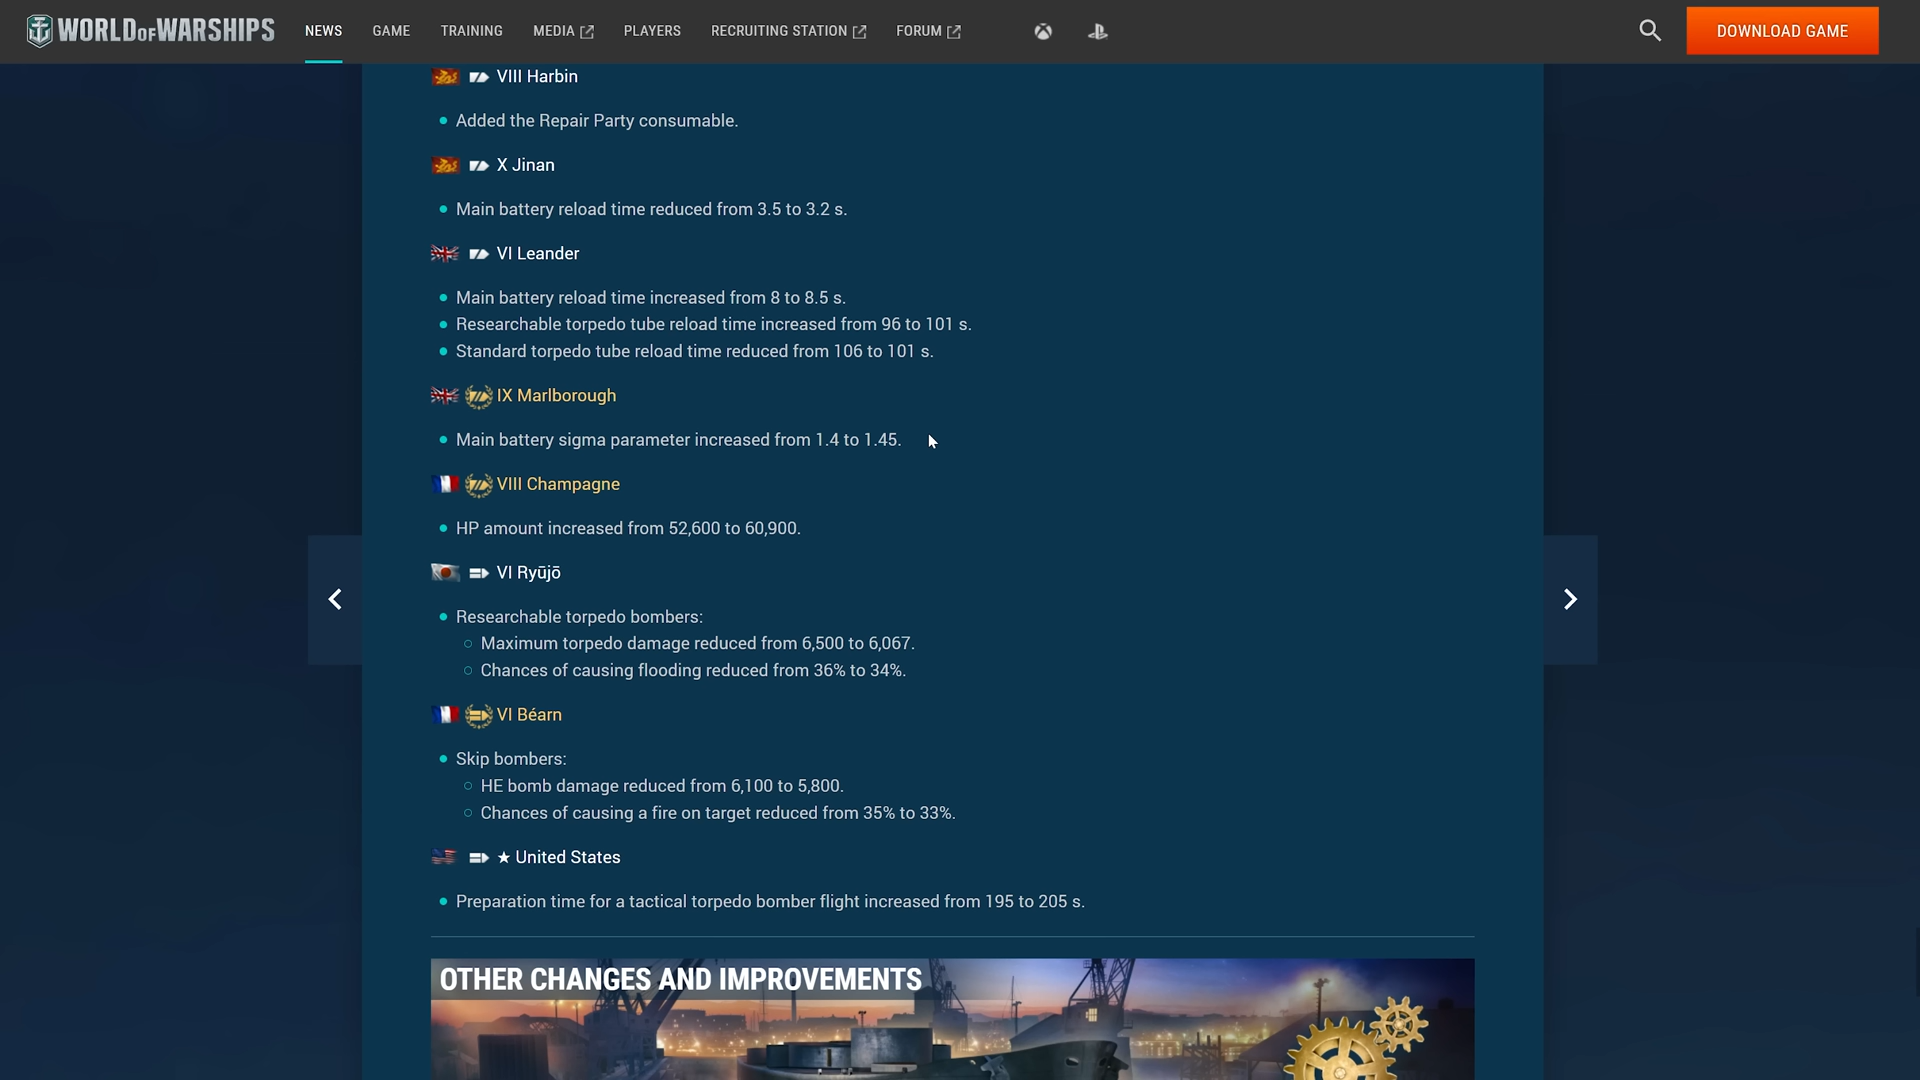 WORLD OF WARSHIPS NEWS GAME TRAINING MEDIA PLAYERS RECRUITING STATION FORUM DOWNLOAD GAME
VIII Harbin
Added the Repair Party consumable.
X Jinan
Main battery reload time reduced from 3.5 to 3.2 s.
VI Leander
Main battery reload time increased from 8 to 8.5 s.
Researchable torpedo tube reload time increased from 96 to 101 s.
Standard torpedo tube reload time reduced from 106 to 101 s.
IX Marlborough
Main battery sigma parameter increased from 1.4 to 1.45.
VIII Champagne
HP amount increased from 52,600 to 60,900.
VI Ryūjō
Researchable torpedo bombers:
Maximum torpedo damage reduced from 6,500 to 6,067.
Chances of causing flooding reduced from 36% to 34%.
VI Béarn
Skip bombers:
HE bomb damage reduced from 6,100 to 5,800.
Chances of causing a fire on target reduced from 35% to 33%.
★ United States
Preparation time for a tactical torpedo bomber flight increased from 195 to 205 s.
OTHER CHANGES AND IMPROVEMENTS